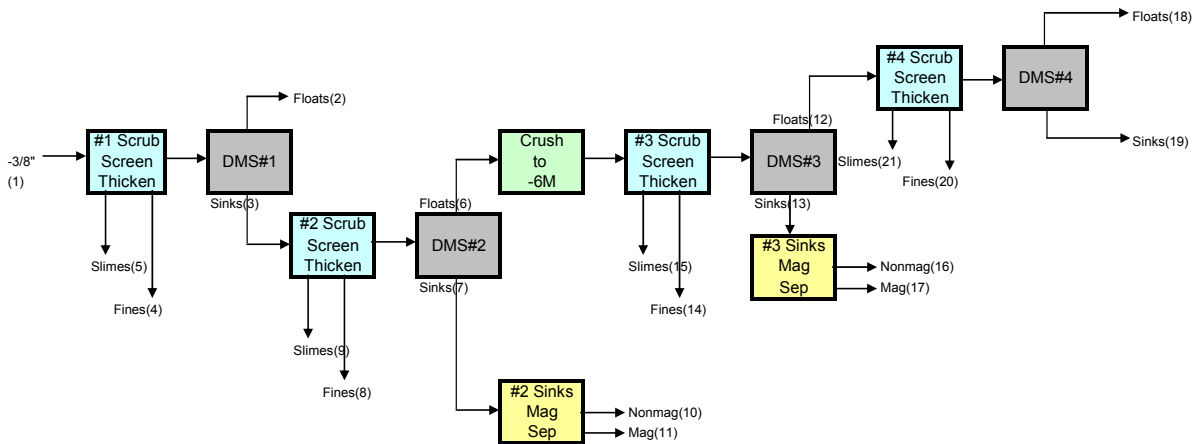 -3/8"
(1)
#1 Scrub
Screen
Thicken
Slimes(5)
Fines(4)
DMS#1
Floats(2)
Sinks(3)
#2 Scrub
Screen
Thicken
Slimes(9)
Fines(8)
DMS#2
Floats(6)
Sinks(7)
#2 Sinks
Mag
Sep
Nonmag(10)
Mag(11)
Crush
to
-6M
#3 Scrub
Screen
Thicken
Slimes(15)
Fines(14)
DMS#3
Floats(12)
Sinks(13)
#3 Sinks
Mag
Sep
Nonmag(16)
Mag(17)
#4 Scrub
Screen
Thicken
Slimes(21)
Fines(20)
DMS#4
Floats(18)
Sinks(19)